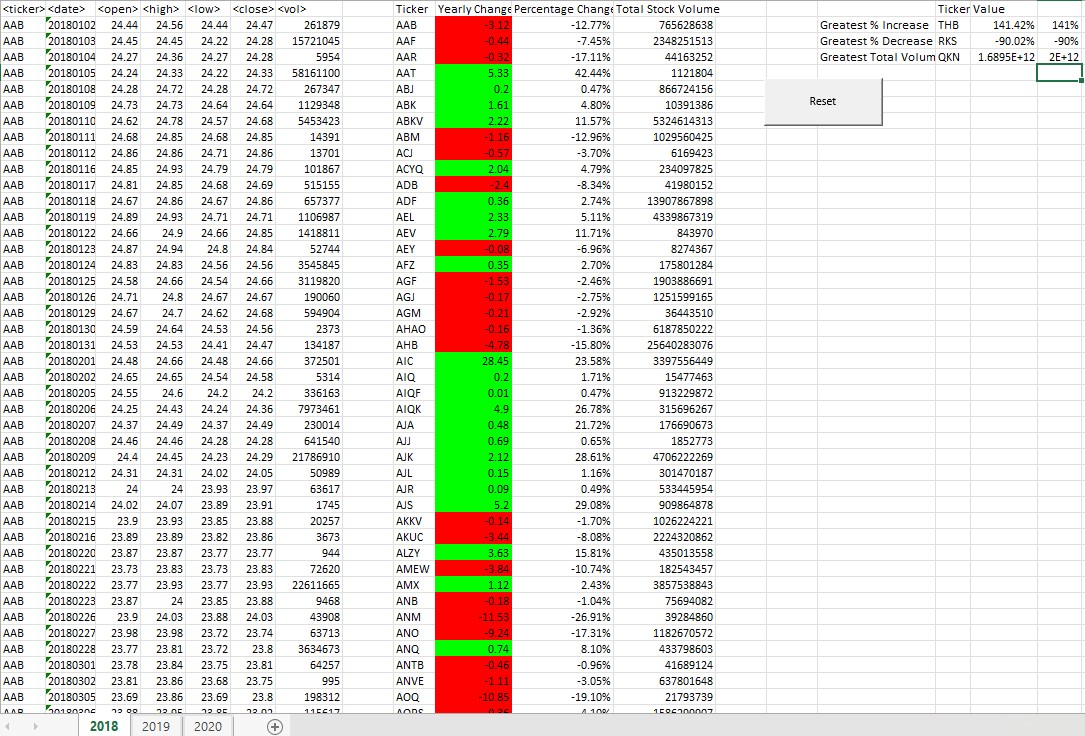 <ticker> <date> <open> <high> <low> <close> <vol> Ticker Yearly Change Percentage Change Total Stock Volume Ticker Value
AAB 20180102 24.4 24.56 24.44 24.47 261879 AAB -3.12 -12.77% 765628638 Greatest % Increase THB 141.42% 141%
AAB 20180103 24.45 24.45 24.22 24.28 15721045 AAF -0.44 -7.45% 2348251513 Greatest % Decrease RKS -90.02% -90%
AAB 20180104 24.27 24.36 24.27 24.28 5954 AAR -0.32 -17.11% 44163252 Greatest Total Volum QKN 1.6895E+12 2E+12
AAB 20180105 24.24 24.33 24.22 24.33 58161100 AAT 5.33 42.44% 1121804
AAB 20180108 24.28 24.72 24.28 24.72 267347 ABJ 0.2 0.47% 866724156
AAB 20180109 24.73 24.73 24.64 24.64 1129348 ABK 1.61 4.80% 10391386 Reset
AAB 20180110 24.62 24.78 24.57 24.68 5453423 ABKV 2.22 11.57% 5324614313
AAB 20180111 24.68 24.85 24.68 24.85 14391 ABM -1.16 -12.96% 1029560425
AAB 20180112 24.86 24.86 24.71 24.86 13701 ACJ -0.57 -3.70% 6169423
AAB 20180116 24.85 24.93 24.79 24.79 101867 ACYQ 2.04 4.79% 234097825
AAB 20180117 24.81 24.85 24.68 24.69 515155 ADB -2.4 -8.34% 41980152
AAB 20180118 24.67 24.86 24.67 24.86 657377 ADF 0.36 2.74% 13907867898
AAB 20180119 24.89 24.93 24.71 24.71 1106987 AEL 2.33 5.11% 4339867319
AAB 20180122 24.66 24.9 24.66 24.85 1418811 AEV 2.79 11.71% 843970
AAB 20180123 24.87 24.94 24.8 24.84 52744 AEY -0.08 -6.96% 8274367
AAB 20180124 24.83 24.83 24.56 24.56 3545845 AFZ 0.35 2.70% 175801284
AAB 20180125 24.58 24.66 24.54 24.66 3119820 AGF -1.53 -2.46% 1903886691
AAB 20180126 24.71 24.8 24.67 24.67 190060 AGJ -0.17 -2.75% 1251599165
AAB 20180129 24.67 24.7 24.62 24.68 594904 AGM -0.21 -2.92% 36443510
AAB 20180130 24.59 24.64 24.53 24.56 2373 AHAO -0.16 -1.36% 6187850222
AAB 20180131 24.53 24.53 24.41 24.47 134187 AHB -4.78 -15.80% 25640283076
AAB 20180201 24.48 24.66 24.48 24.66 372501 AIC 28.45 23.58% 3397556449
AAB 20180202 24.65 24.65 24.54 24.58 5314 AIQ 0.2 1.71% 15477463
AAB 20180205 24.55 24.6 24.2 24.2 336163 AIQF 0.01 0.47% 913229872
AAB 20180206 24.25 24.43 24.24 24.36 7973461 AIQK 4.9 26.78% 315696267
AAB 20180207 24.37 24.49 24.37 24.49 230014 AJA 0.48 21.72% 176690673
AAB 20180208 24.46 24.46 24.28 24.28 641540 AJJ 0.69 0.65% 1852773
AAB 20180209 24.4 24.45 24.23 24.29 21786910 AJK 2.12 28.61% 4706222269
AAB 20180212 24.31 24.31 24.02 24.05 50989 AJL 0.15 1.16% 301470187
AAB 20180213 24 24 23.93 23.97 63617 AJR 0.09 0.49% 533445954
AAB 20180214 24.02 24.07 23.89 23.91 1745 AJS 5.2 29.08% 909864878
AAB 20180215 23.9 23.93 23.85 23.88 20257 AKKV -0.14 -1.70% 1026224221
AAB 20180216 23.89 23.89 23.82 23.86 3673 AKUC -3.44 -8.08% 2224320862
AAB 20180220 23.87 23.87 23.77 23.77 944 ALZY 3.63 15.81% 435013558
AAB 20180221 23.73 23.83 23.73 23.83 72620 AMEW -3.84 -10.74% 182543457
AAB 20180222 23.77 23.93 23.77 23.93 22611665 AMX 1.12 2.43% 3857538843
AAB 20180223 23.87 24 23.85 23.88 9468 ANB -0.18 -1.04% 75694082
AAB 20180226 23.9 24.03 23.88 24.03 43908 ANM -11.53 -26.91% 39284860
AAB 20180227 23.98 23.98 23.72 23.74 63713 ANO -9.24 -17.31% 1182670572
AAB 20180228 23.77 23.81 23.72 23.8 3634673 ANQ 0.74 8.10% 433798603
AAB 20180301 23.78 23.84 23.75 23.81 64257 ANTB -0.46 -0.96% 41689124
AAB 20180302 23.81 23.86 23.68 23.75 995 ANVE -1.11 -3.05% 637801648
AAB 20180305 23.69 23.86 23.69 23.8 198312 AOQ -10.85 -19.10% 21793739
2018 2019 2020